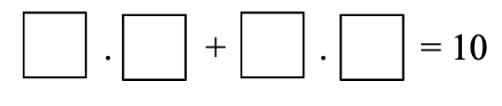 □ . □ + □ . □ = 10